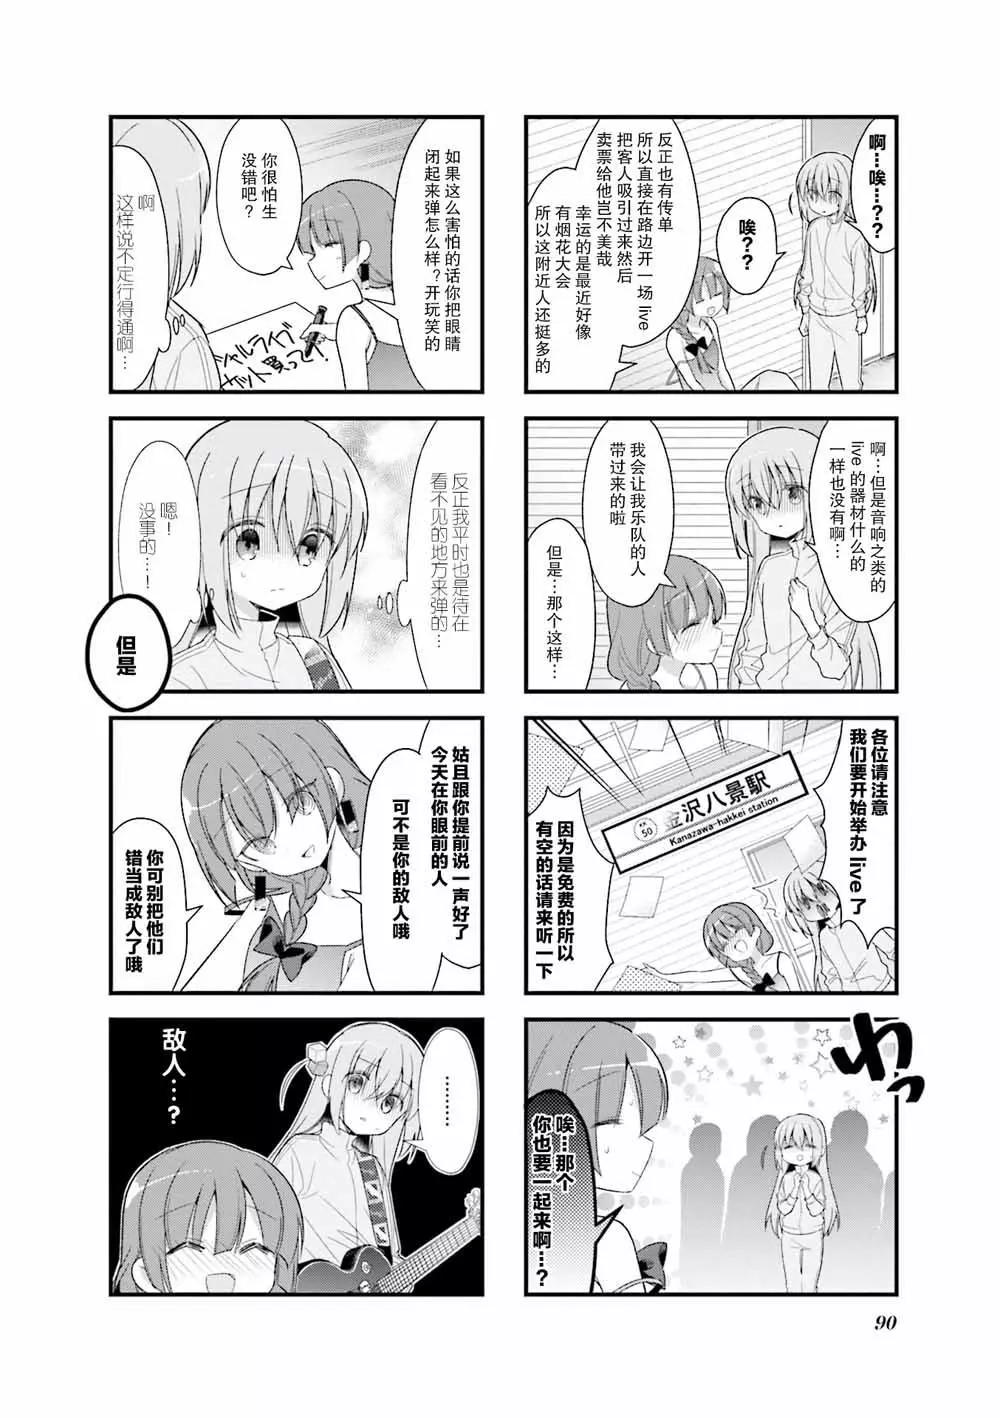 啊…唉…？？
唉？？
反正也有传单
所以直接在路边开一场 live
把客人吸引过来然后
卖票给他岂不美哉
幸运的是最近好像
有烟花大会
所以这附近人还挺多的
啊…但是音响之类的
live 的器材什么的
一样也没有啊…
我会让我乐队的人
带过来的啦
但是…那个这样…
各位请注意
我们要开始举办 live 了
金沢八景駅
KK
50
Kanazawa-hakkei station
因为是免费的所以
有空的话请来听一下
わっ
唉…那个
你也要一起来啊…？
如果这么害怕的话你把眼睛
闭起来弹怎么样？开玩笑的
你很怕生
没错吧？
啊
这样说不定行得通啊…
反正我平时也是待在
看不见的地方来弹的…
嗯！
没事的…！
但是
姑且跟你提前说一声好了
今天在你眼前的人
可不是你的敌人哦
你可别把他们
错当成敌人了哦
………
敌人…？
90